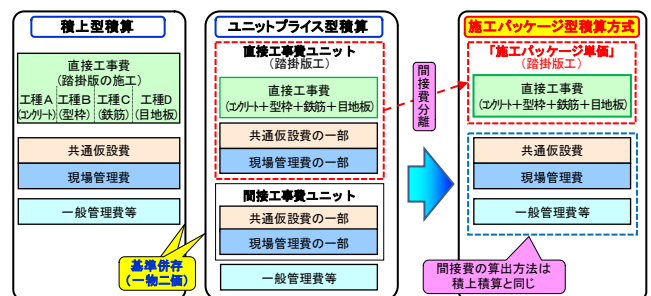 積上型積算
直接工事費
(踏掛版の施工)
工種A 工種B 工種C 工種D
(コンクリート) (型枠) (鉄筋) (目地板)
共通仮設費
現場管理費
一般管理費等
基準併存
(一物二価)
ユニットプライス型積算
直接工事費ユニット
(踏掛版工)
直接工事費
(コンクリート+型枠+鉄筋+目地板)
共通仮設費の一部
現場管理費の一部
間接工事費ユニット
共通仮設費の一部
現場管理費の一部
一般管理費等
間接費分離
施工パッケージ型積算方式
「施工パッケージ単価」
(踏掛版工)
直接工事費
(コンクリート+型枠+鉄筋+目地板)
共通仮設費
現場管理費
一般管理費等
間接費の算出方法は
積上積算と同じ